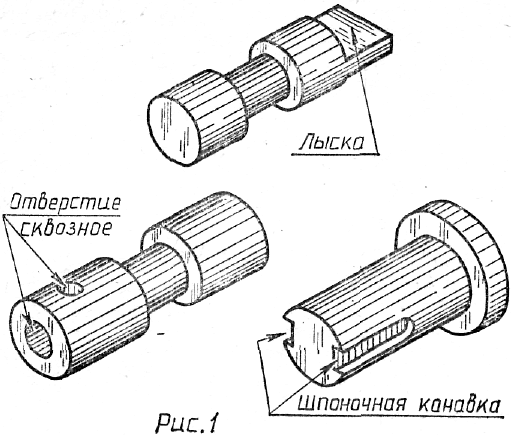 Лыска
Отверстие
сквозное
Шпоночная канавка
Рис.1